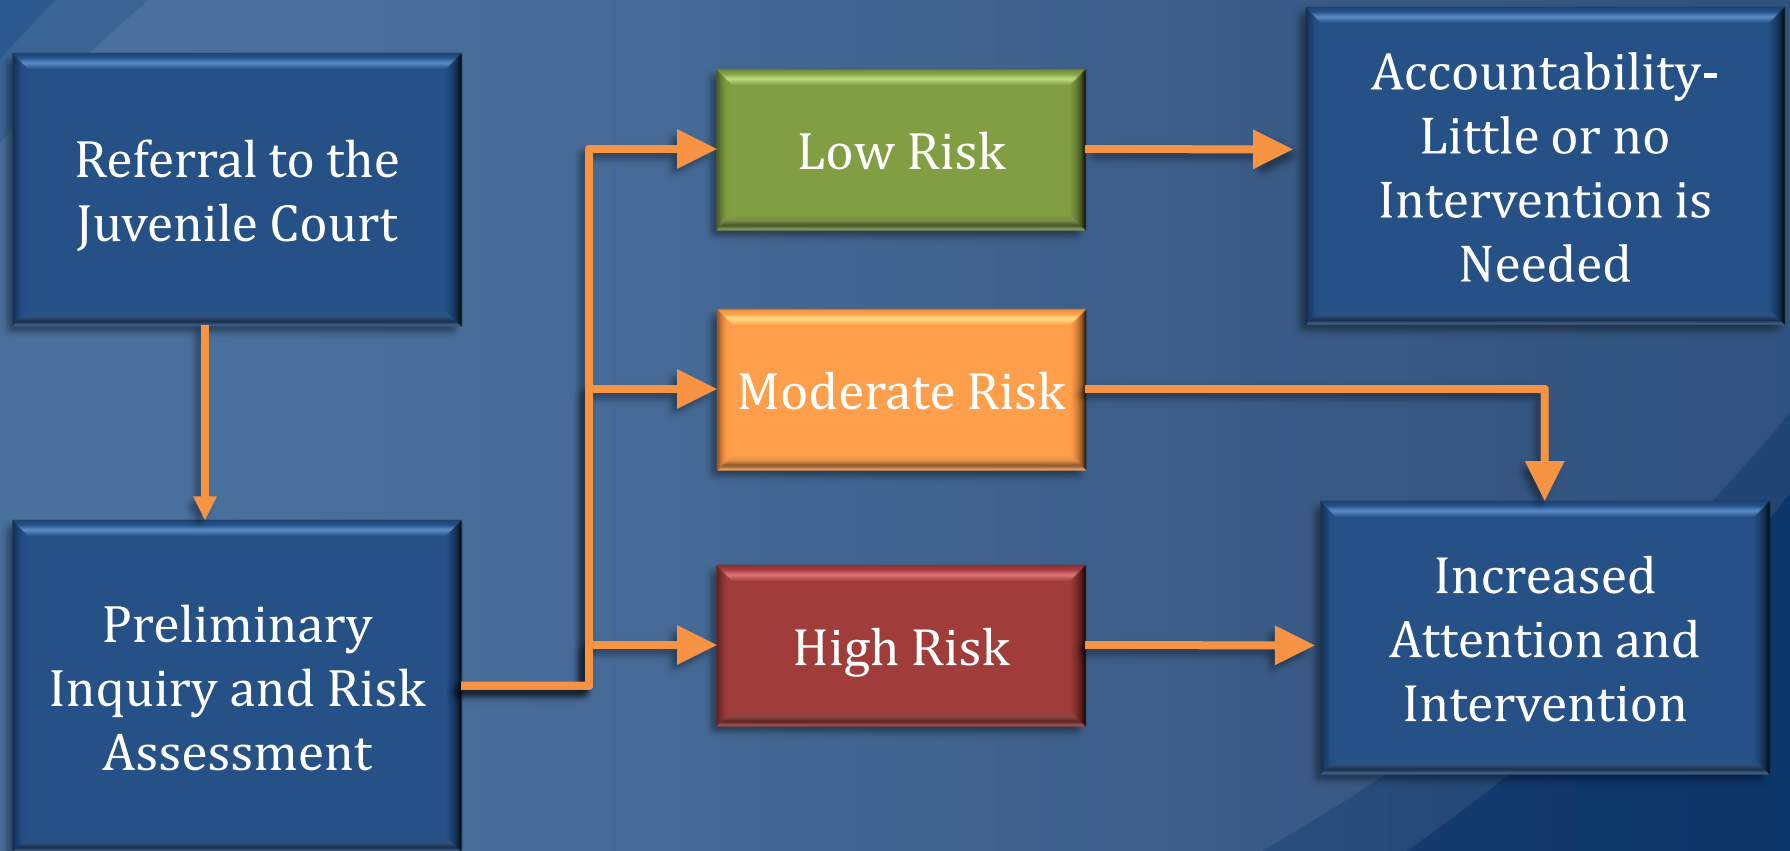 Referral to the
Juvenile Court
Preliminary
Inquiry and Risk
Assessment
Low Risk
Moderate Risk
High Risk
Accountability-
Little or no
Intervention is
Needed
Increased
Attention and
Intervention